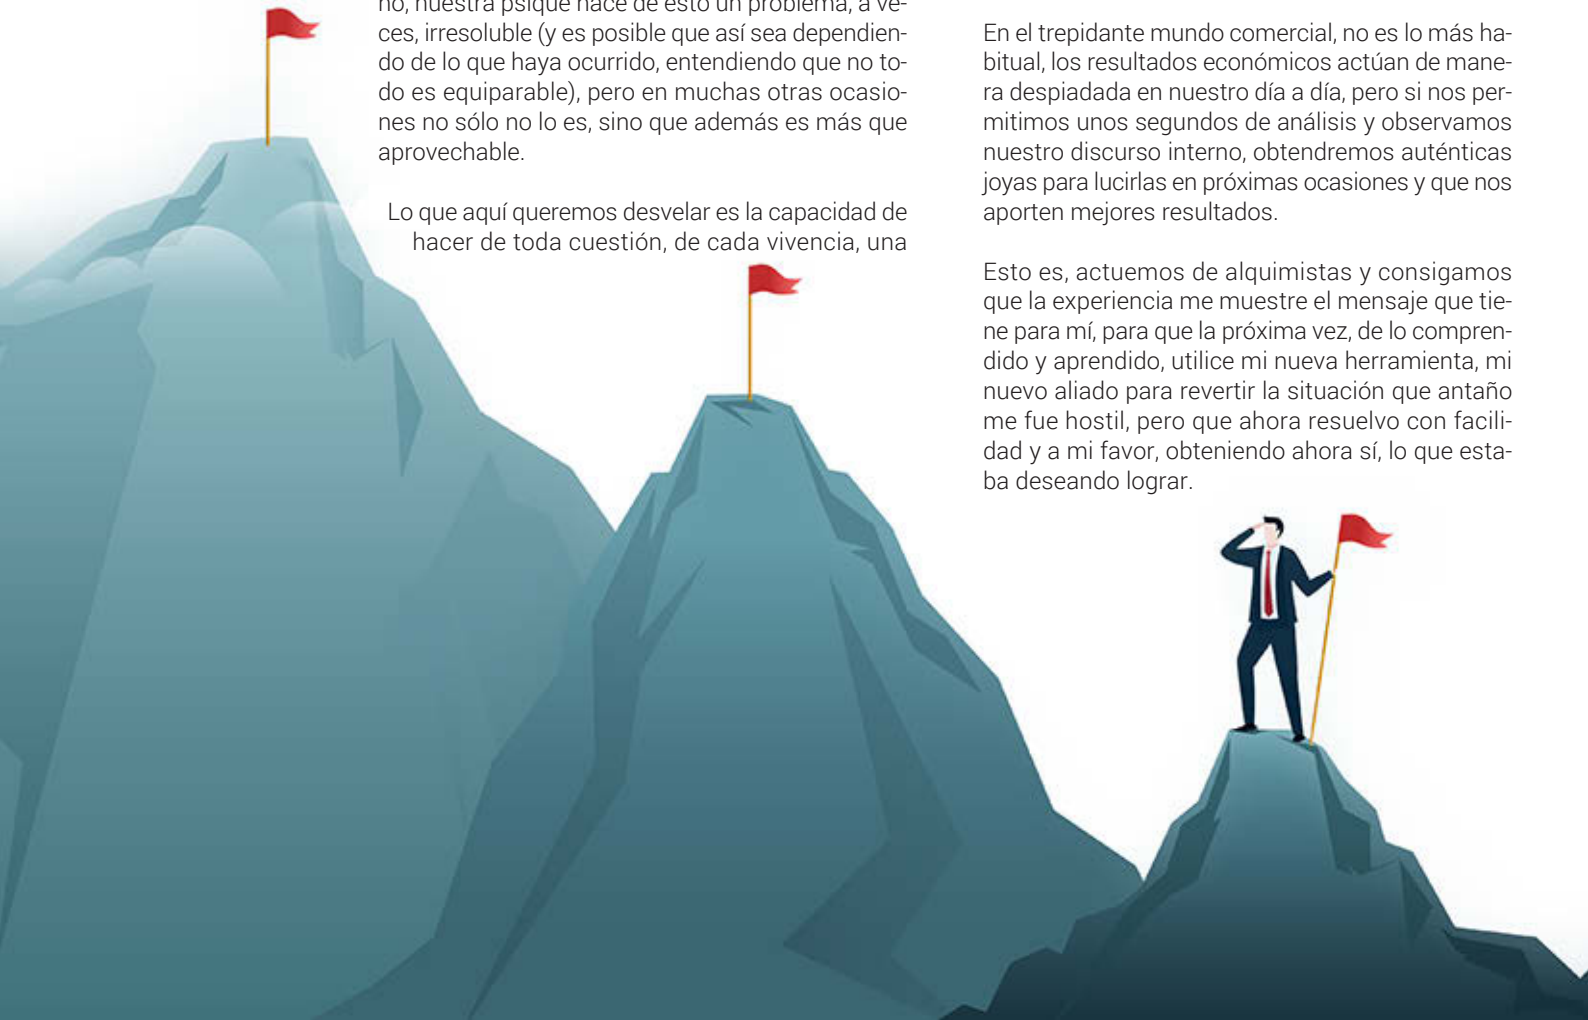 no, nuestra psique hace de esto un problema, a ve-
ces, irresoluble (y es posible que así sea dependien-
do de lo que haya ocurrido, entendiendo que no to-
do es equiparable), pero en muchas otras ocasio-
nes no sólo no lo es, sino que además es más que
aprovechable.
Lo que aquí queremos desvelar es la capacidad de
hacer de toda cuestión, de cada vivencia, una
En el trepidante mundo comercial, no es lo más ha-
bitual, los resultados económicos actúan de mane-
ra despiadada en nuestro día a día, pero si nos per-
mitimos unos segundos de análisis y observamos
nuestro discurso interno, obtendremos auténticas
joyas para lucirlas en próximas ocasiones y que nos
aporten mejores resultados.
Esto es, actuemos de alquimistas y consigamos
que la experiencia me muestre el mensaje que tie-
ne para mí, para que la próxima vez, de lo compren-
dido y aprendido, utilice mi nueva herramienta, mi
nuevo aliado para revertir la situación que antaño
me fue hostil, pero que ahora resuelvo con facili-
dad y a mi favor, obteniendo ahora sí, lo que esta-
ba deseando lograr.